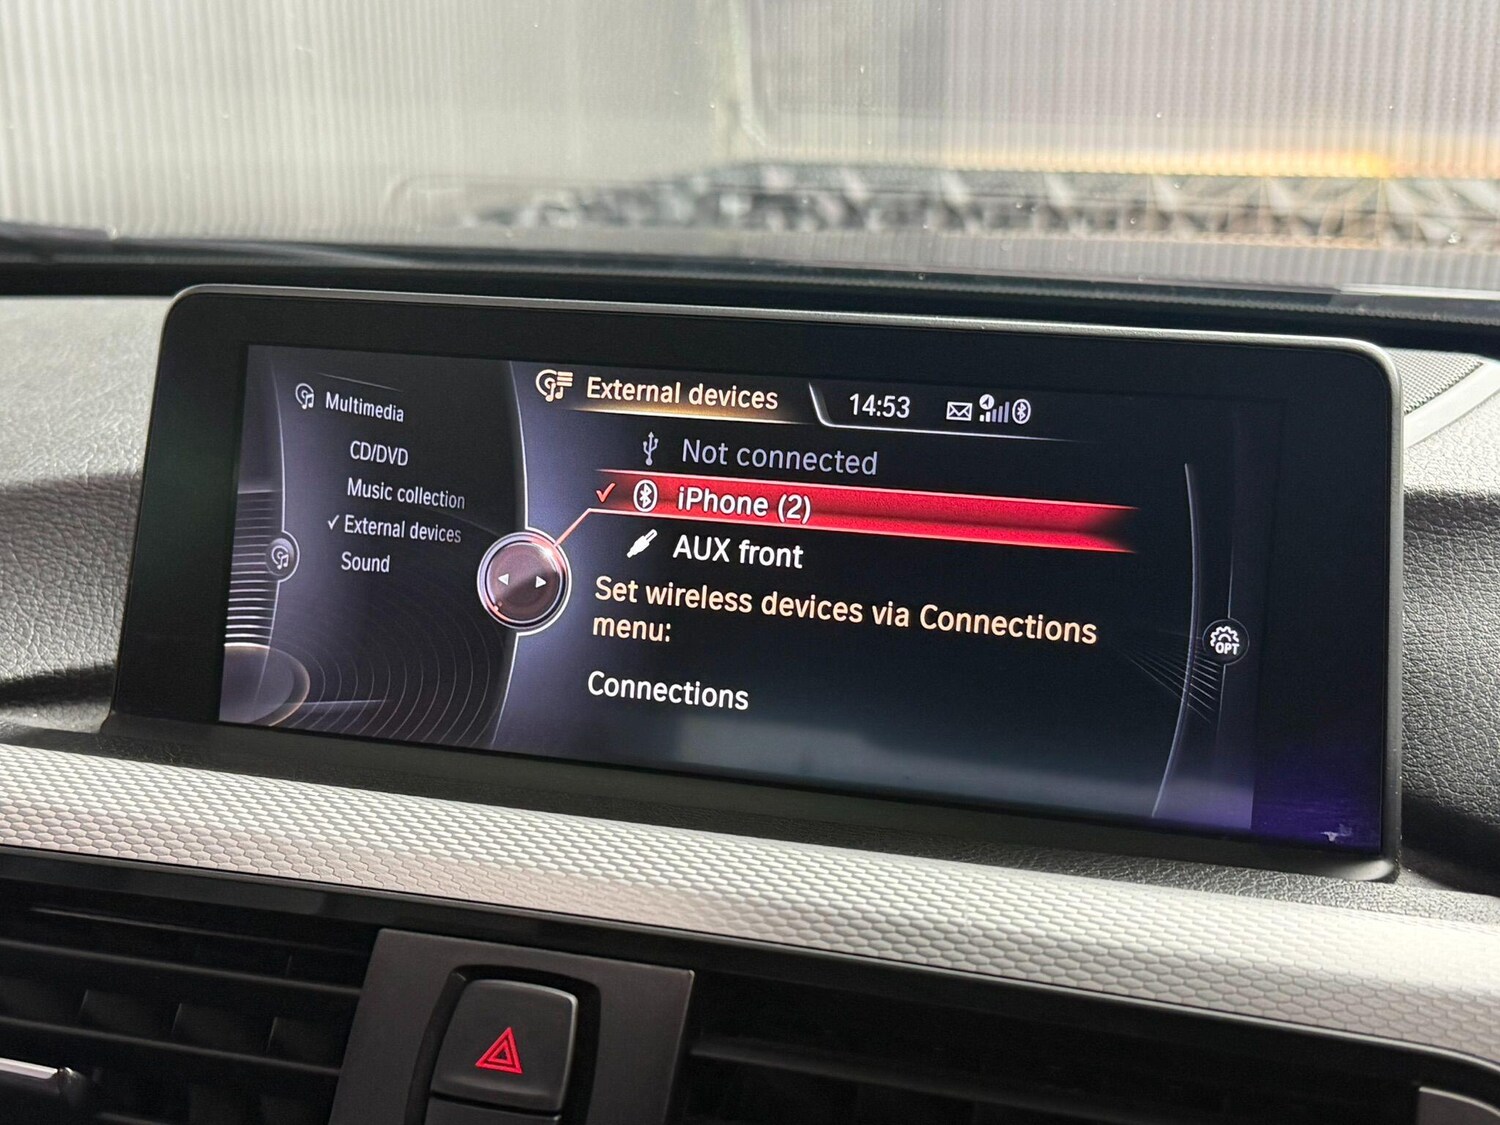 Multimedia
CD/DVD
Music collection
✓ External devices
Sound
External devices
14:53
Not connected
✓ iPhone (2)
AUX front
Set wireless devices via Connections
menu:
Connections
OPT